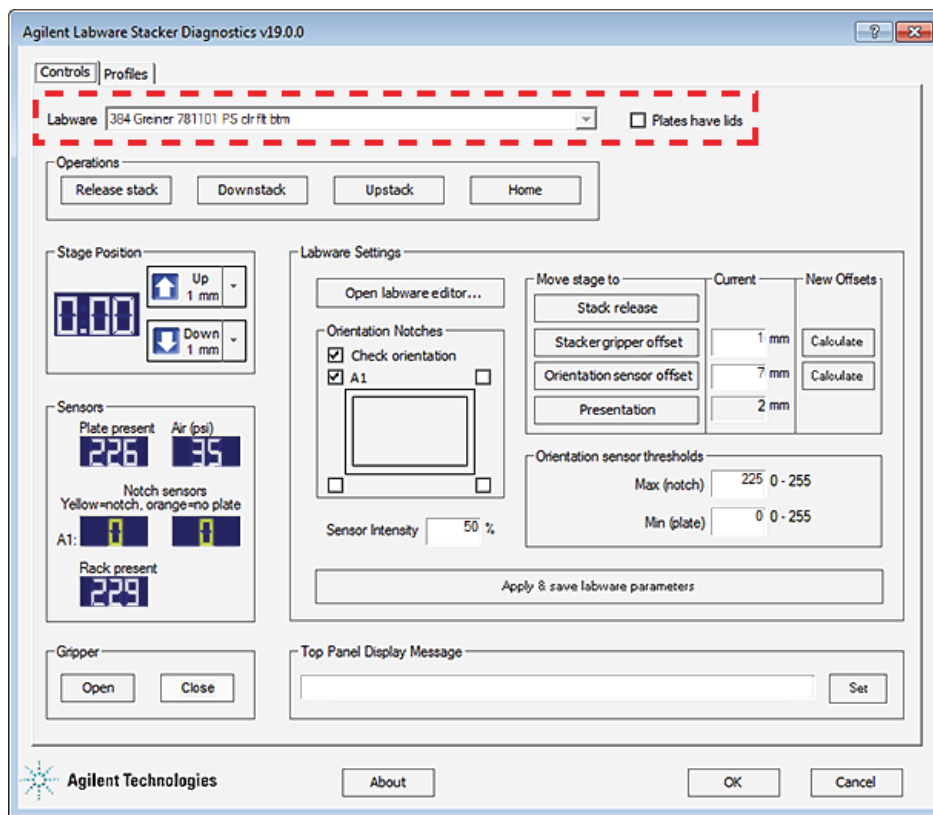 Agilent Labware Stacker Diagnostics v19.0.0
Controls Profiles
Labware 384 Greiner 781101 PS clr flt btm Plates have lids
Operations
Release stack Downstack Upstack Home
Stage Position
0.00
Up
1 mm
Down
1 mm
Labware Settings
Open labware editor...
Orientation Notches
Check orientation
A1
Sensor Intensity 50 %
Move stage to Current New Offsets
Stack release
Stacker gripper offset 1 mm Calculate
Orientation sensor offset 7 mm Calculate
Presentation 2 mm
Orientation sensor thresholds
Max (notch) 225 0 - 255
Min (plate) 0 0 - 255
Apply & save labware parameters
Sensors
Plate present Air (psi)
226 35
Notch sensors
Yellow=notch, orange=no plate
A1: 0 0
Rack present
229
Gripper
Open Close
Top Panel Display Message
Set
Agilent Technologies About OK Cancel